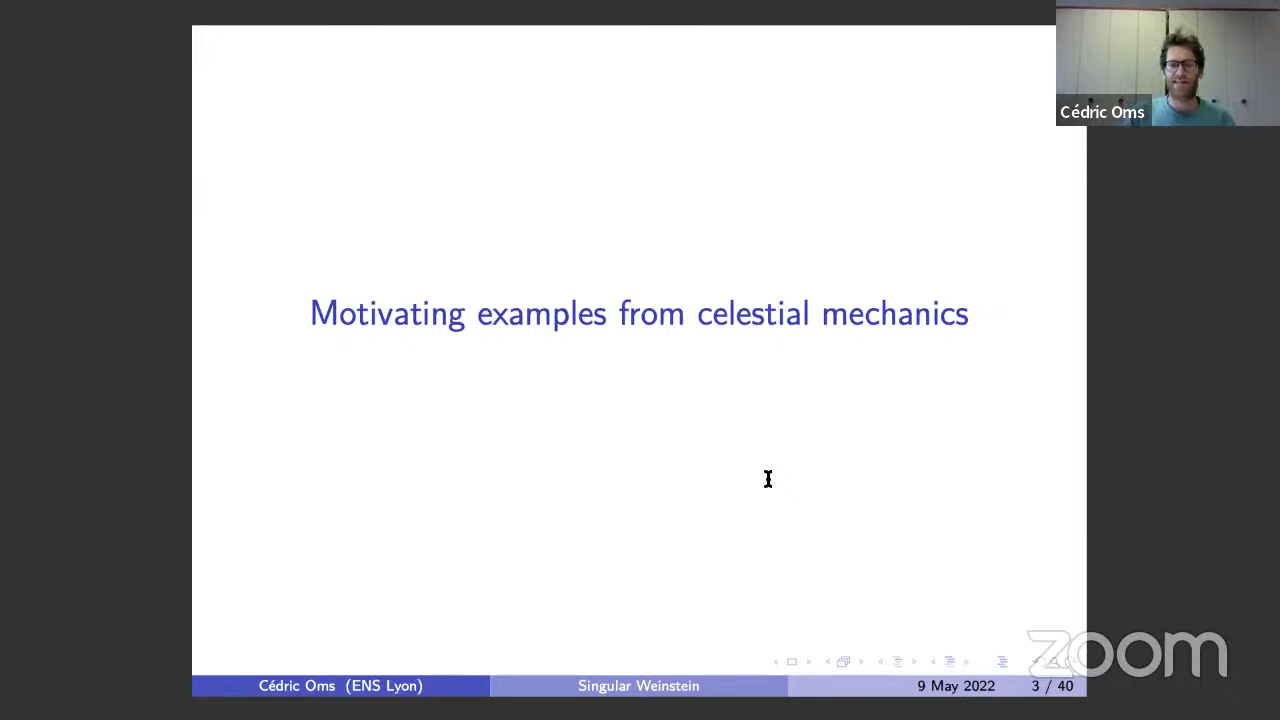 Cédric Oms
Motivating examples from celestial mechanics
zoom
Cédric Oms (ENS Lyon) Singular Weinstein 9 May 2022 3 / 40